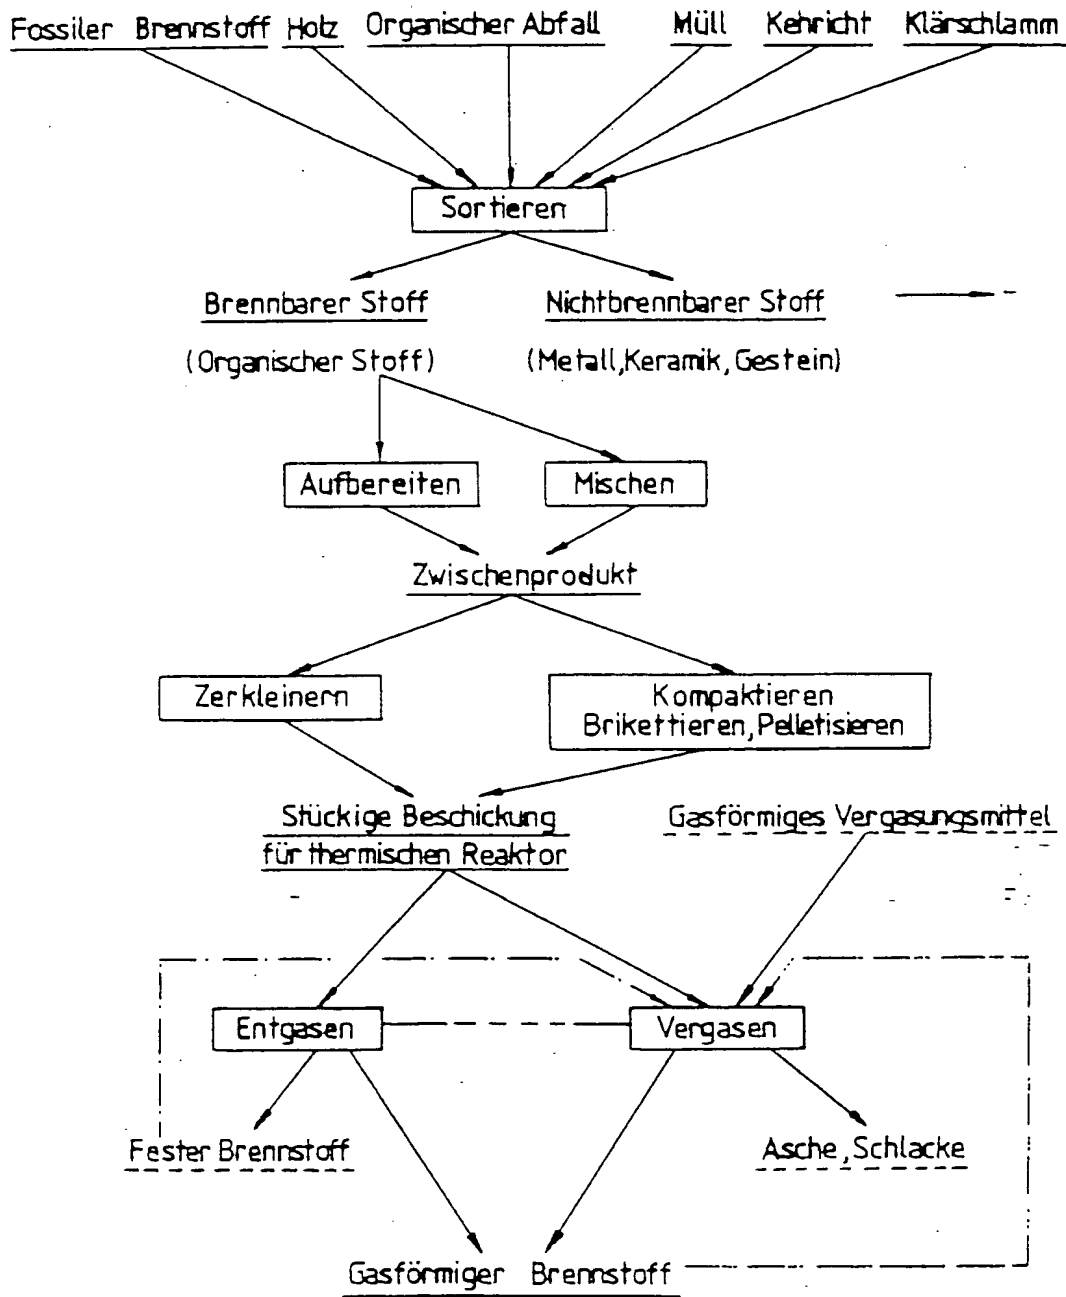 Fossiler Brennstoff Holz Organischer Abfall Müll Kehricht Klärschlamm
Sortieren
Brennbarer Stoff Nichtbrennbarer Stoff
(Organischer Stoff) (Metall, Keramik, Gestein)
Aufbereiten Mischen
Zwischenprodukt
Zerkleinern
Kompaktieren
Brikettieren, Pelletisieren
Stückige Beschickung
für thermischen Reaktor
Gasförmiges Vergasungsmittel
Entgasen Vergasen
Fester Brennstoff Asche, Schlacke
Gasförmiger Brennstoff